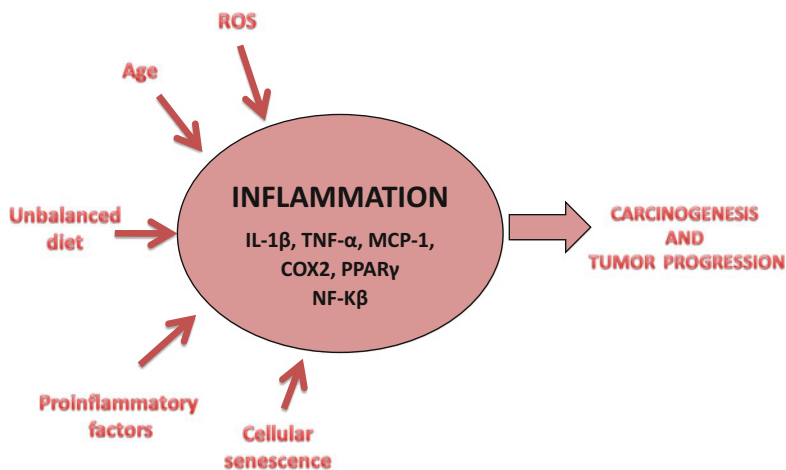 ROS
Age
Unbalanced
diet
Proinflammatory
factors
Cellular
senescence
INFLAMMATION
IL-1β, TNF-α, MCP-1,
COX2, PPARγ
NF-Kβ
CARCINOGENESIS
AND
TUMOR PROGRESSION